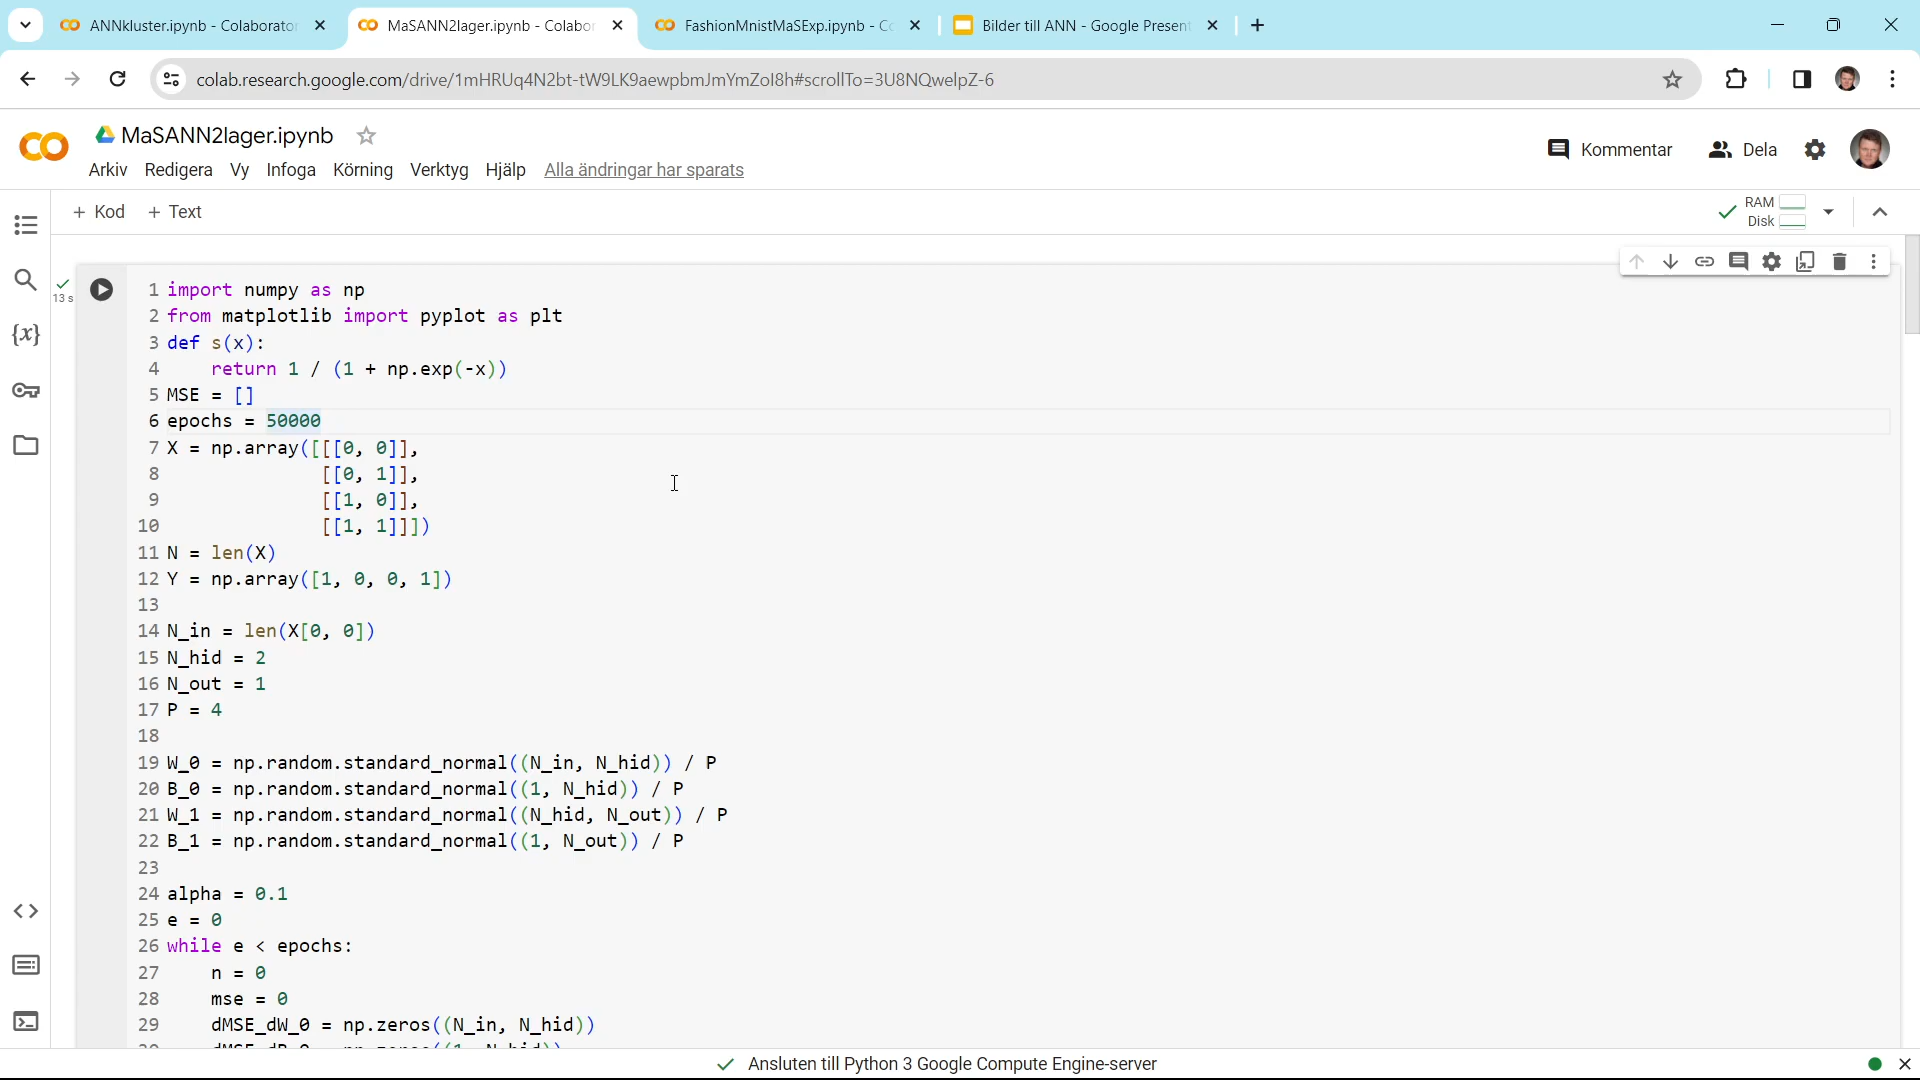 ANNkluster.ipynb - Colaborator
MaSANN2lager.ipynb - Colabor
FashionMnistMaSExp.ipynb - Co
Bilder till ANN - Google Present
colab.research.google.com/drive/1mHRUq4N2bt-tW9LK9aewpbmJmYmZol8h#scrollTo=3U8NQwelpZ-6
MaSANN2lager.ipynb
Arkiv Redigera Vy Infoga Körning Verktyg Hjälp Alla ändringar har sparats
Kommentar Dela
+ Kod + Text
RAM
Disk
13 s
1 import numpy as np
2 from matplotlib import pyplot as plt
3 def s(x):
4 return 1 / (1 + np.exp(-x))
5 MSE = []
6 epochs = 50000
7 X = np.array([[[0, 0]],
8 [[0, 1]],
9 [[1, 0]],
10 [[1, 1]]])
11 N = len(X)
12 Y = np.array([1, 0, 0, 1])
13
14 N_in = len(X[0, 0])
15 N_hid = 2
16 N_out = 1
17 P = 4
18
19 W_0 = np.random.standard_normal((N_in, N_hid)) / P
20 B_0 = np.random.standard_normal((1, N_hid)) / P
21 W_1 = np.random.standard_normal((N_hid, N_out)) / P
22 B_1 = np.random.standard_normal((1, N_out)) / P
23
24 alpha = 0.1
25 e = 0
26 while e < epochs:
27 n = 0
28 mse = 0
29 dMSE_dW_0 = np.zeros((N_in, N_hid))
30 dMSE_dB_0 = np.zeros((1, N_hid))
Ansluten till Python 3 Google Compute Engine-server